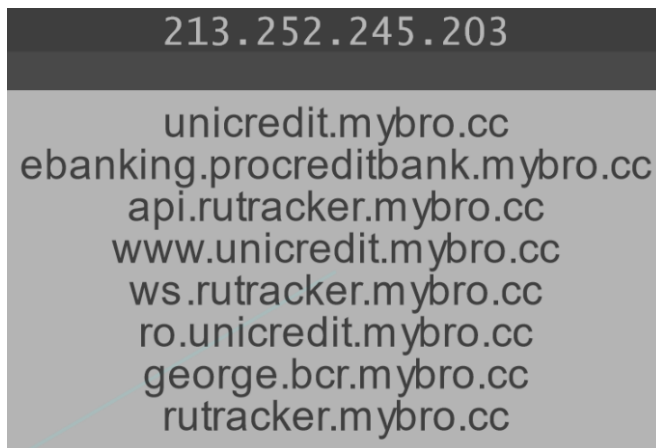 213.252.245.203
unicredit.mybro.cc
ebanking.procreditbank.mybro.cc
api.rutracker.mybro.cc
www.unicredit.mybro.cc
ws.rutracker.mybro.cc
ro.unicredit.mybro.cc
george.bcr.mybro.cc
rutracker.mybro.cc